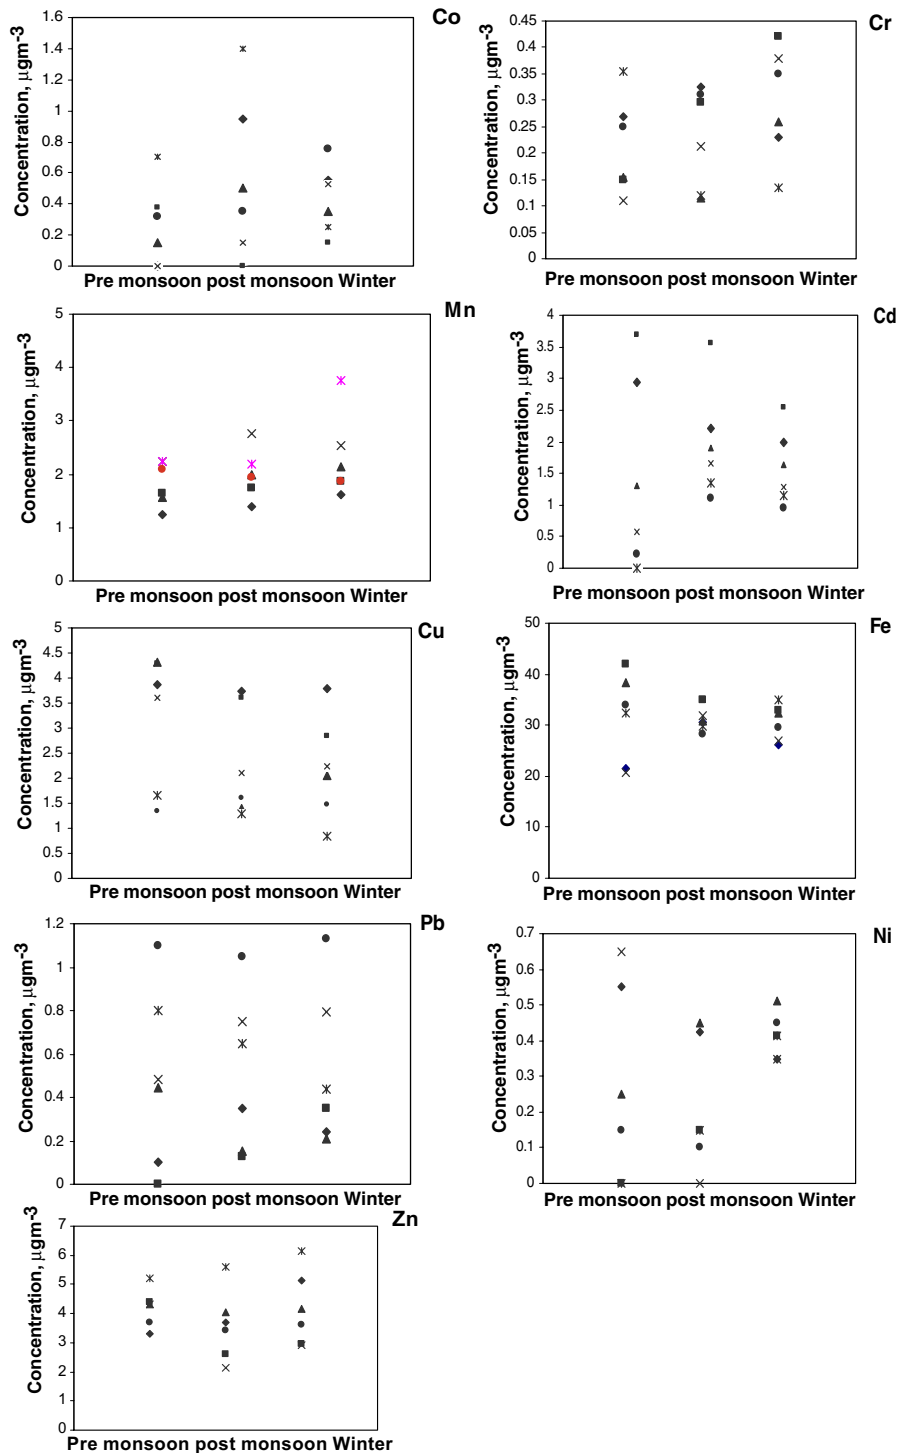 Co
Concentration, µgm-3
1.6
1.4
1.2
1
0.8
0.6
0.4
0.2
0
Pre monsoon post monsoon Winter
Cr
Concentration, µgm-3
0.45
0.4
0.35
0.3
0.25
0.2
0.15
0.1
0.05
0
Pre monsoon post monsoon Winter
Mn
Concentration, µgm-3
5
4
3
2
1
0
Pre monsoon post monsoon Winter
Cd
Concentration, µgm-3
4
3.5
3
2.5
2
1.5
1
0.5
0
Pre monsoon post monsoon Winter
Cu
Concentration, µgm-3
5
4.5
4
3.5
3
2.5
2
1.5
1
0.5
0
Pre monsoon post monsoon Winter
Fe
Concentration, µgm-3
50
40
30
20
10
0
Pre monsoon post monsoon Winter
Pb
Concentration, µgm-3
1.2
1
0.8
0.6
0.4
0.2
0
Pre monsoon post monsoon Winter
Ni
Concentration, µgm-3
0.7
0.6
0.5
0.4
0.3
0.2
0.1
0
Pre monsoon post monsoon Winter
Zn
Concentration, µgm-3
7
6
5
4
3
2
1
0
Pre monsoon post monsoon Winter